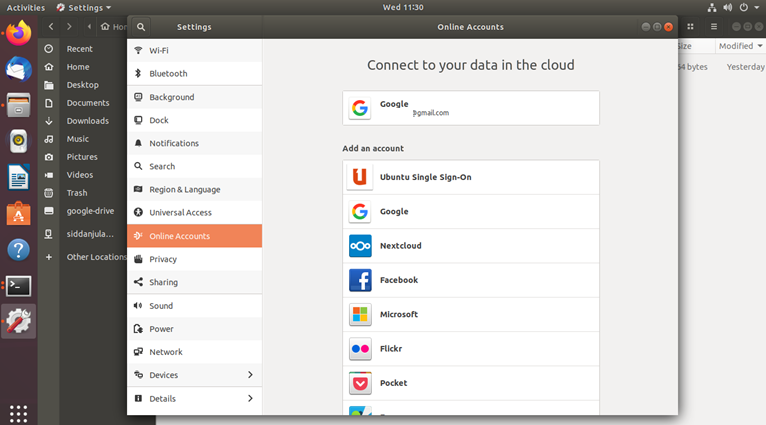 Activities
Settings
Wed 11:30
Recent
Home
Desktop
Documents
Downloads
Music
Pictures
Videos
Trash
google-drive
siddanjula...
Other Locations
Settings
Wi-Fi
Bluetooth
Background
Dock
Notifications
Search
Region & Language
Universal Access
Online Accounts
Privacy
Sharing
Sound
Power
Network
Devices
Details
Online Accounts
Connect to your data in the cloud
Google
@gmail.com
Add an account
Ubuntu Single Sign-On
Google
Nextcloud
Facebook
Microsoft
Flickr
Pocket
Modified
Yesterday